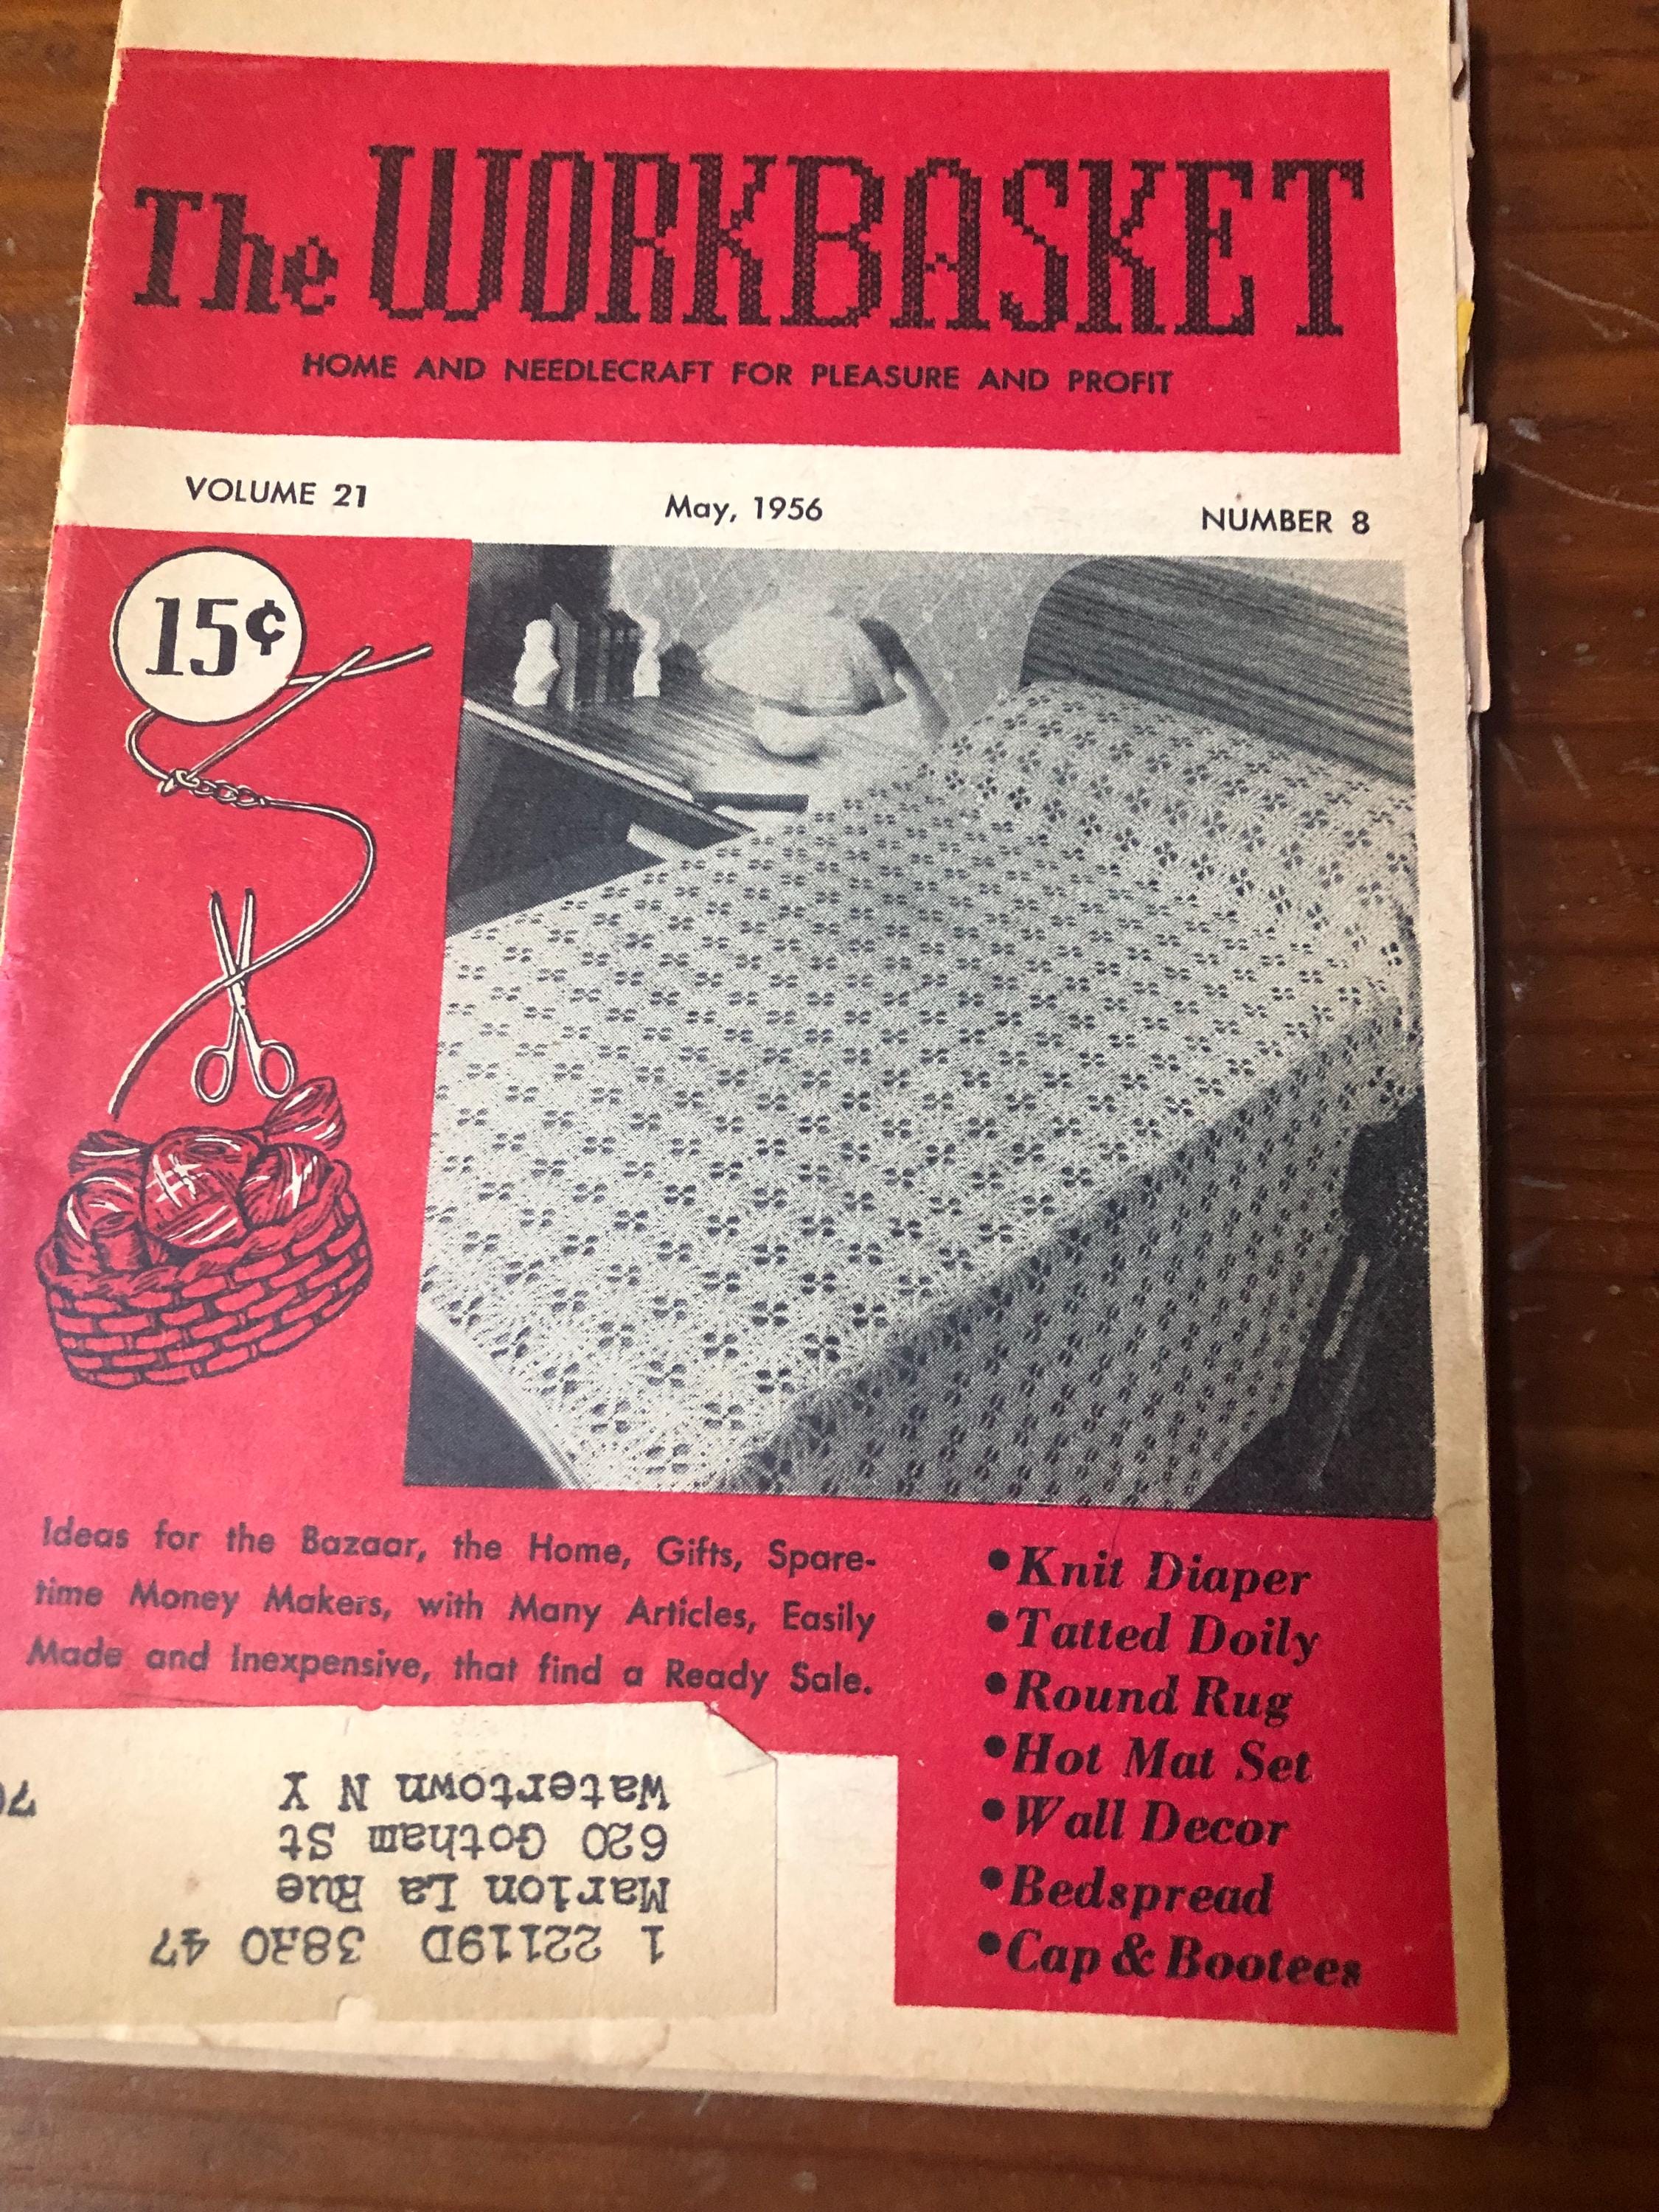 The WORKBASKET
HOME AND NEEDLECRAFT FOR PLEASURE AND PROFIT
VOLUME 21 May, 1956 NUMBER 8
15¢
Ideas for the Bazaar, the Home, Gifts, Spare-
time Money Makers, with Many Articles, Easily
Made and Inexpensive, that find a Ready Sale.
•Knit Diaper
•Tatted Doily
•Round Rug
•Hot Mat Set
•Wall Decor
•Bedspread
•Cap & Bootees
1 22119D 38R0 47
Marion La Rue
620 Gotham St
Watertown N Y